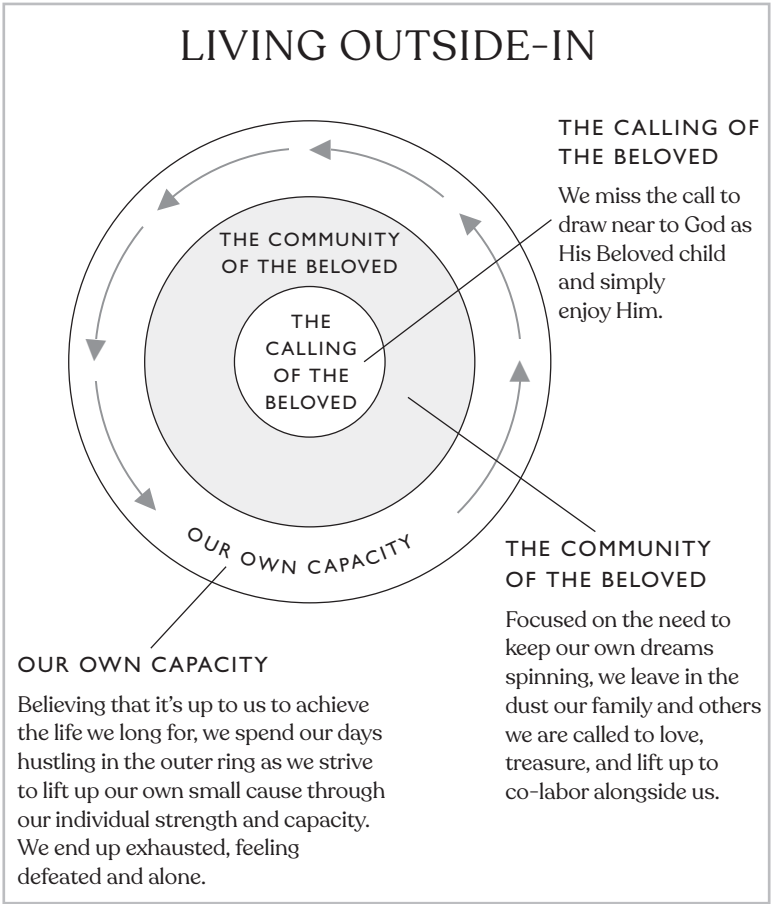 LIVING OUTSIDE-IN
THE CALLING OF
THE BELOVED
We miss the call to
draw near to God as
His Beloved child
and simply
enjoy Him.
THE COMMUNITY
OF THE BELOVED
THE
CALLING
OF THE
BELOVED
OUR OWN CAPACITY
THE COMMUNITY
OF THE BELOVED
Focused on the need to
keep our own dreams
spinning, we leave in the
dust our family and others
we are called to love,
treasure, and lift up to
co-labor alongside us.
OUR OWN CAPACITY
Believing that it's up to us to achieve
the life we long for, we spend our days
hustling in the outer ring as we strive
to lift up our own small cause through
our individual strength and capacity.
We end up exhausted, feeling
defeated and alone.